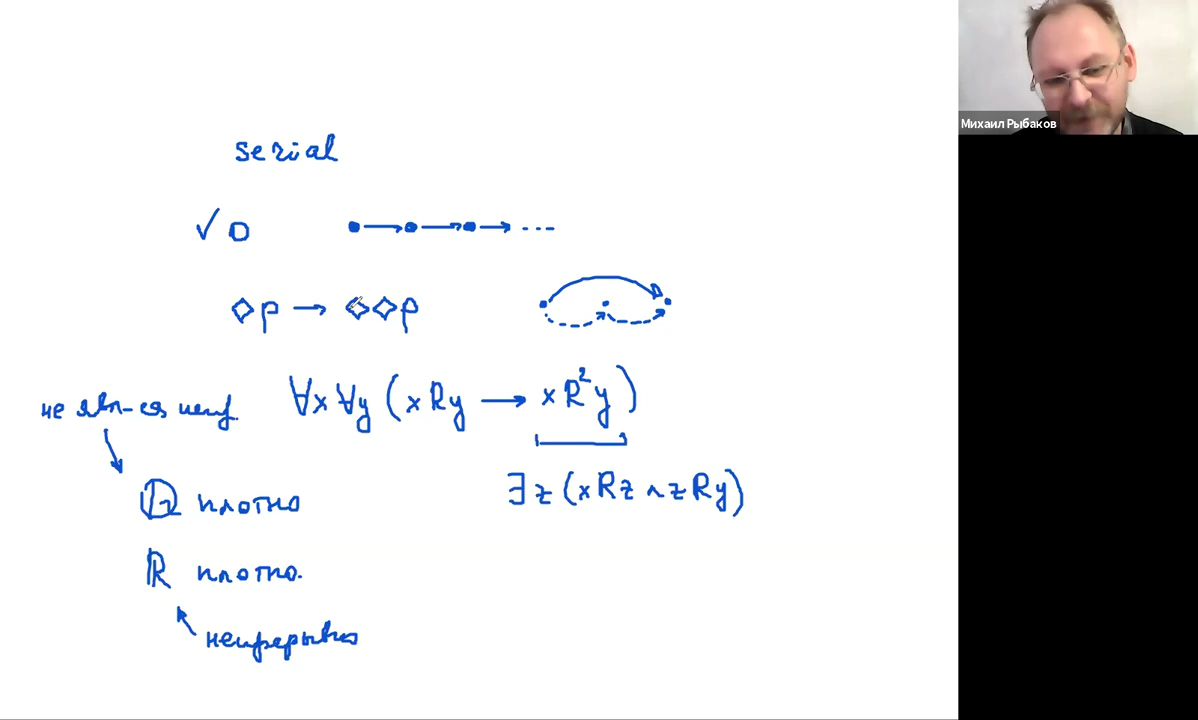 serial
✓ D
◇p → ◇◇p
∀x ∀y (xRy → xR²y)
не явл-ся непр.
∃z (xRz ∧ zRy)
ℚ плотно
ℝ плотно.
непрерывно
Михаил Рыбаков